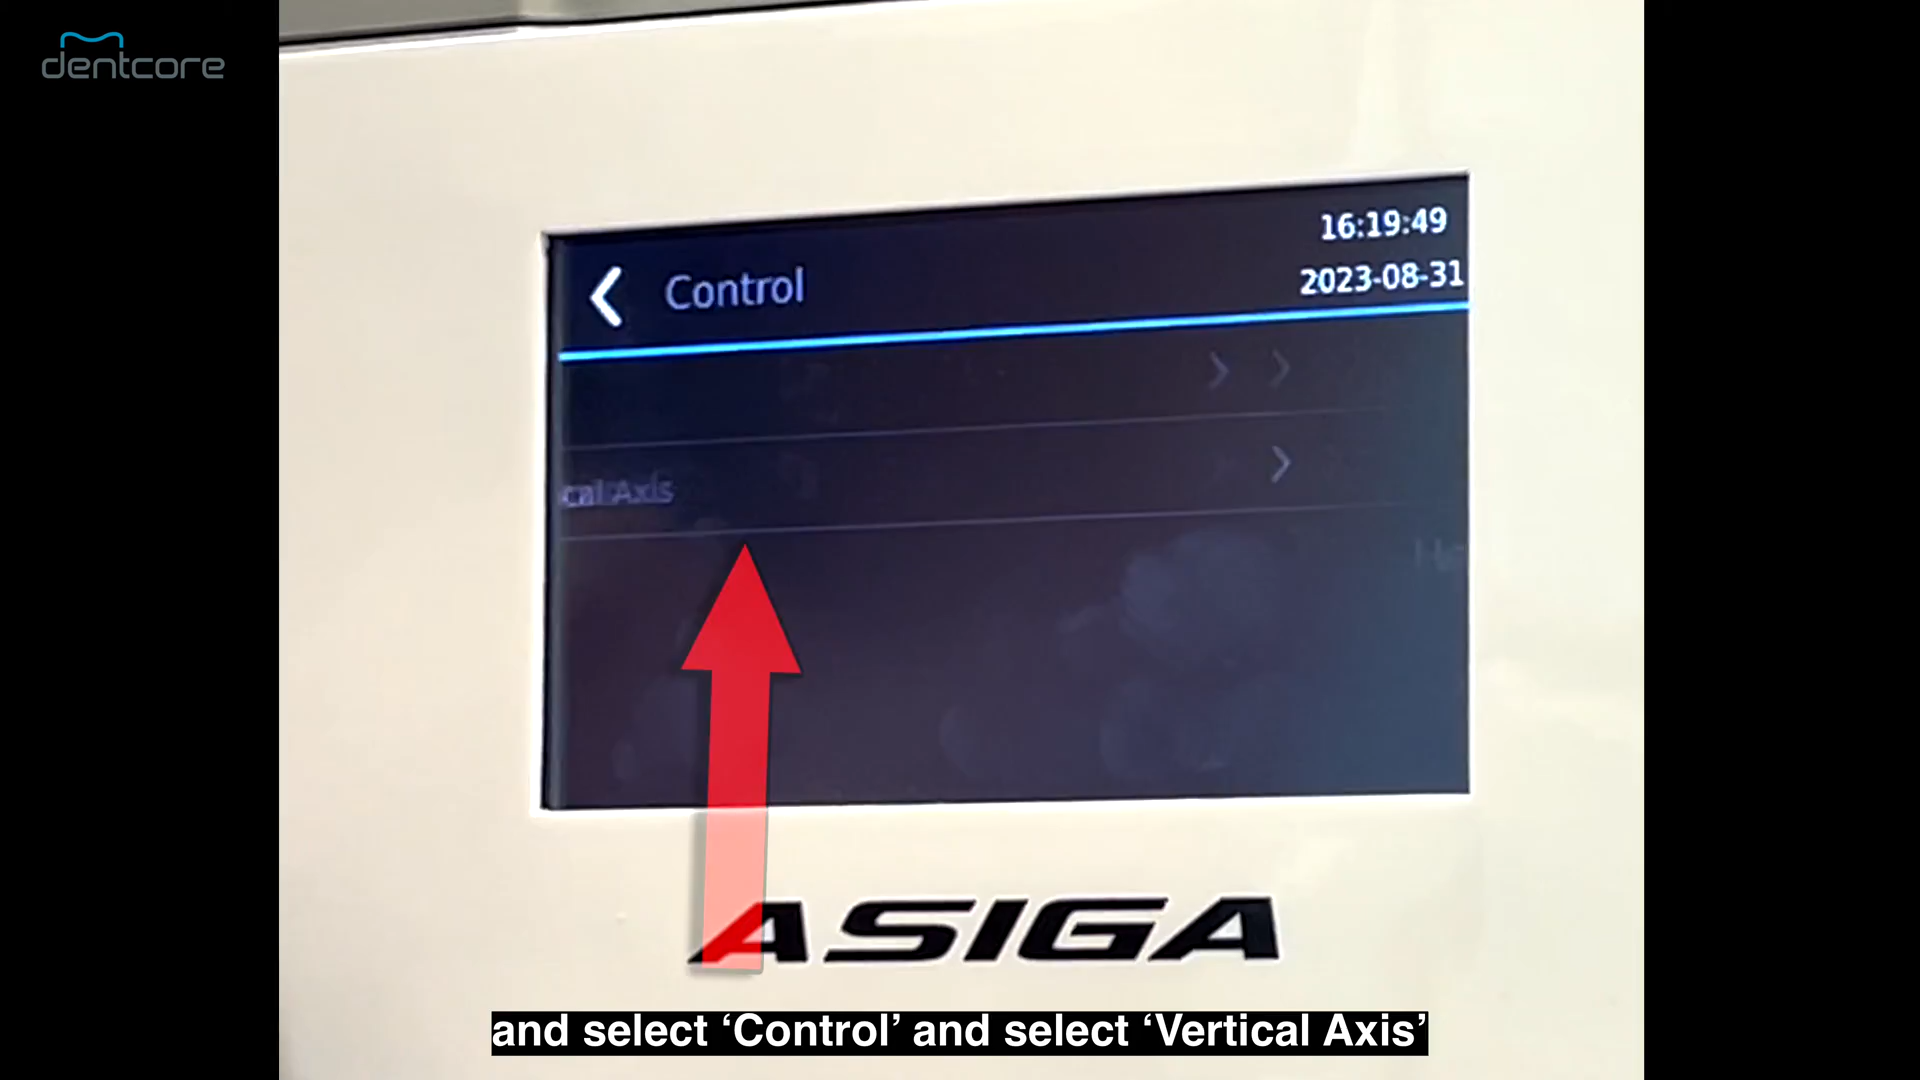 dentcore
16:19:49
Control
2023-08-31
cal Axis
ASIGA
and select ‘Control’ and select ‘Vertical Axis’